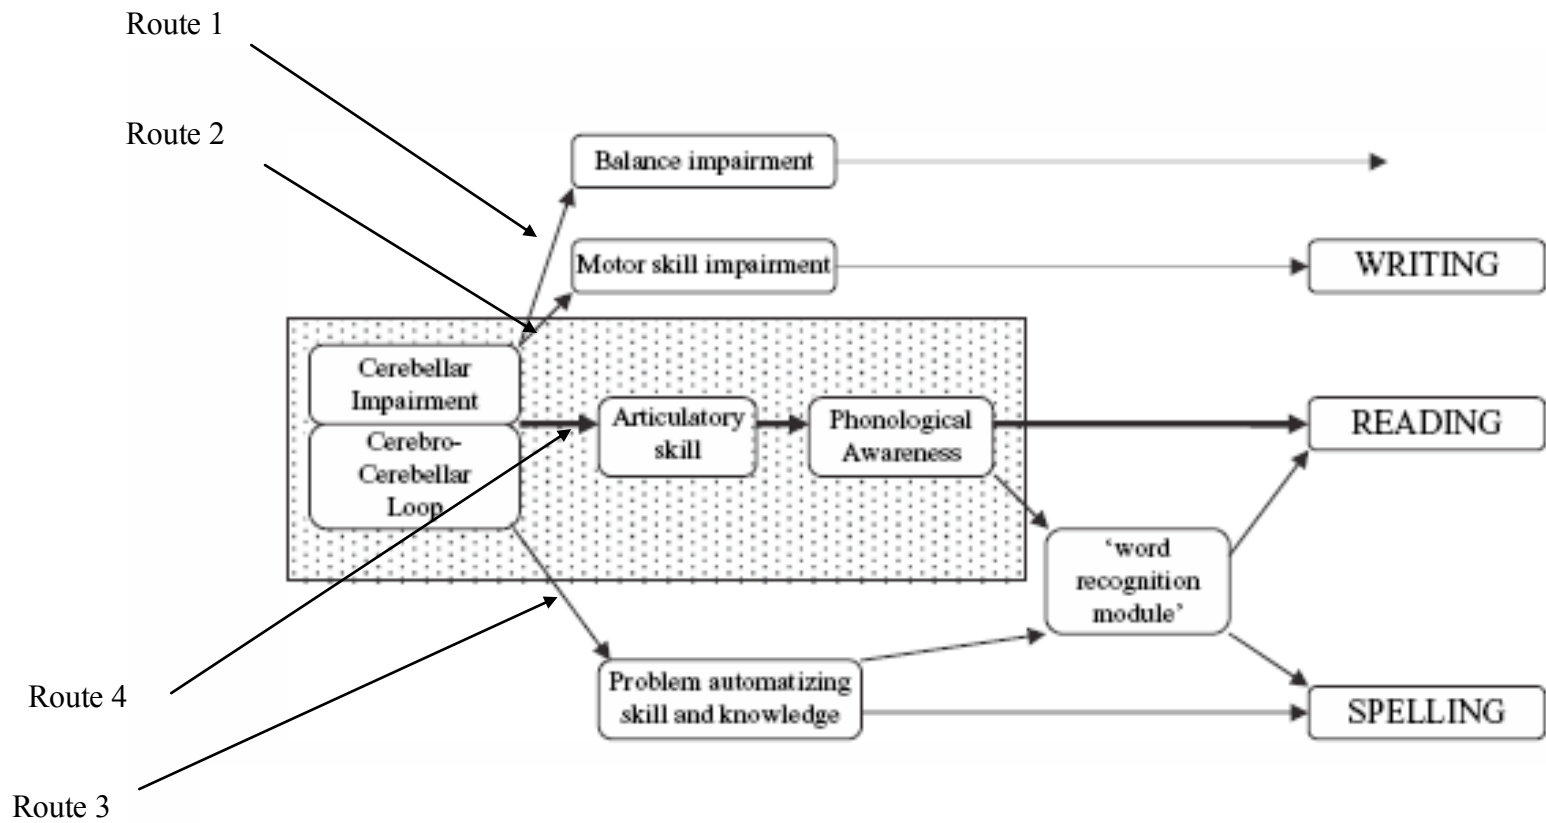 Route 1
Route 2
Balance impairment
Motor skill impairment
WRITING
Cerebellar
Impairment
Cerebro-
Cerebellar
Loop
Articulatory
skill
Phonological
Awareness
READING
‘word
recognition
module’
Route 4
Problem automatizing
skill and knowledge
SPELLING
Route 3